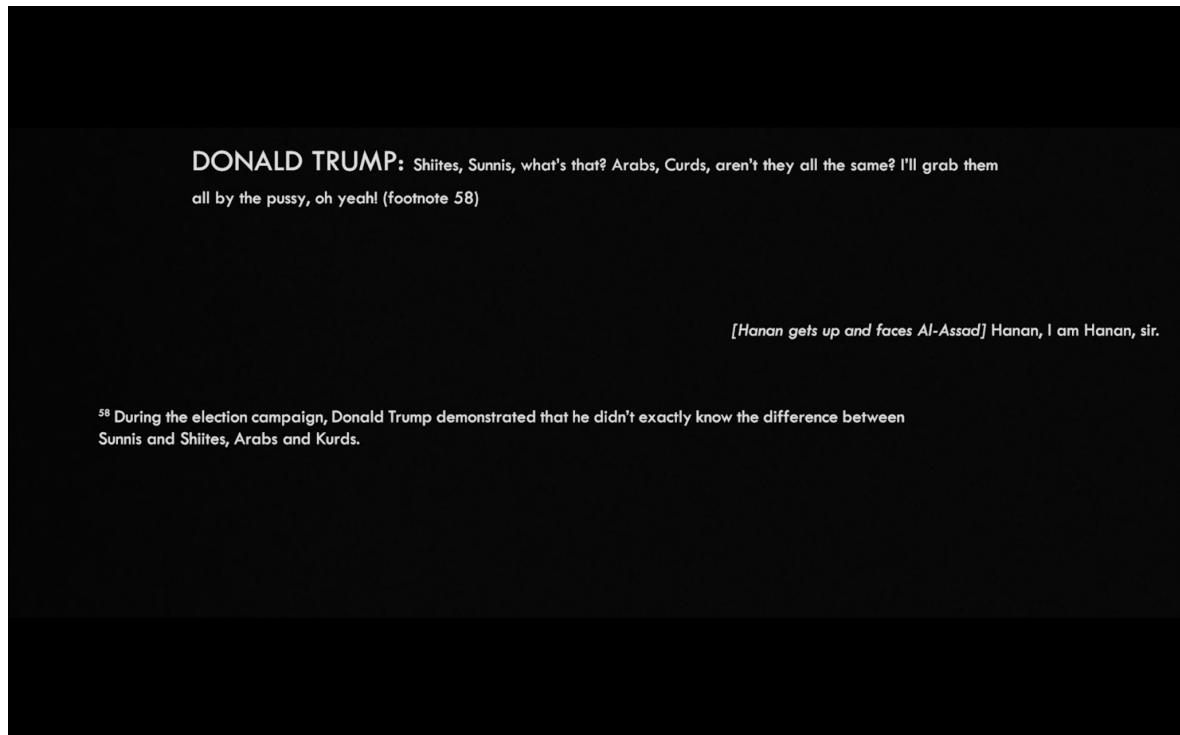 DONALD TRUMP: Shiites, Sunnis, what's that? Arabs, Curds, aren't they all the same? I'll grab them
all by the pussy, oh yeah! (footnote 58)
[Hanan gets up and faces Al-Assad] Hanan, I am Hanan, sir.
58 During the election campaign, Donald Trump demonstrated that he didn't exactly know the difference between
Sunnis and Shiites, Arabs and Kurds.